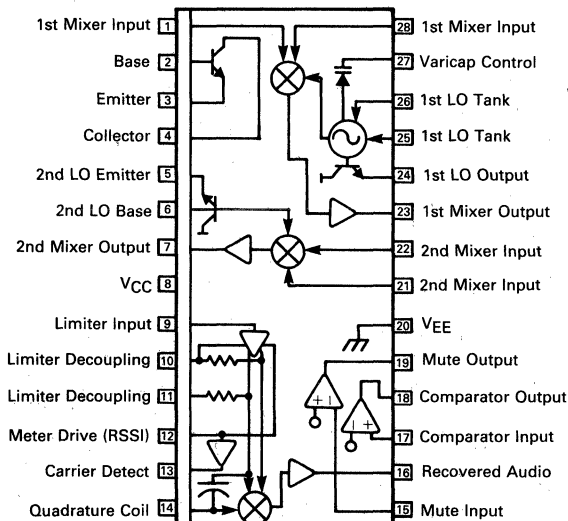 1st Mixer Input 1
Base 2
Emitter 3
Collector 4
2nd LO Emitter 5
2nd LO Base 6
2nd Mixer Output 7
VCC 8
Limiter Input 9
Limiter Decoupling 10
Limiter Decoupling 11
Meter Drive (RSSI) 12
Carrier Detect 13
Quadrature Coil 14
28 1st Mixer Input
27 Varicap Control
26 1st LO Tank
25 1st LO Tank
24 1st LO Output
23 1st Mixer Output
22 2nd Mixer Input
21 2nd Mixer Input
20 VEE
19 Mute Output
18 Comparator Output
17 Comparator Input
16 Recovered Audio
15 Mute Input